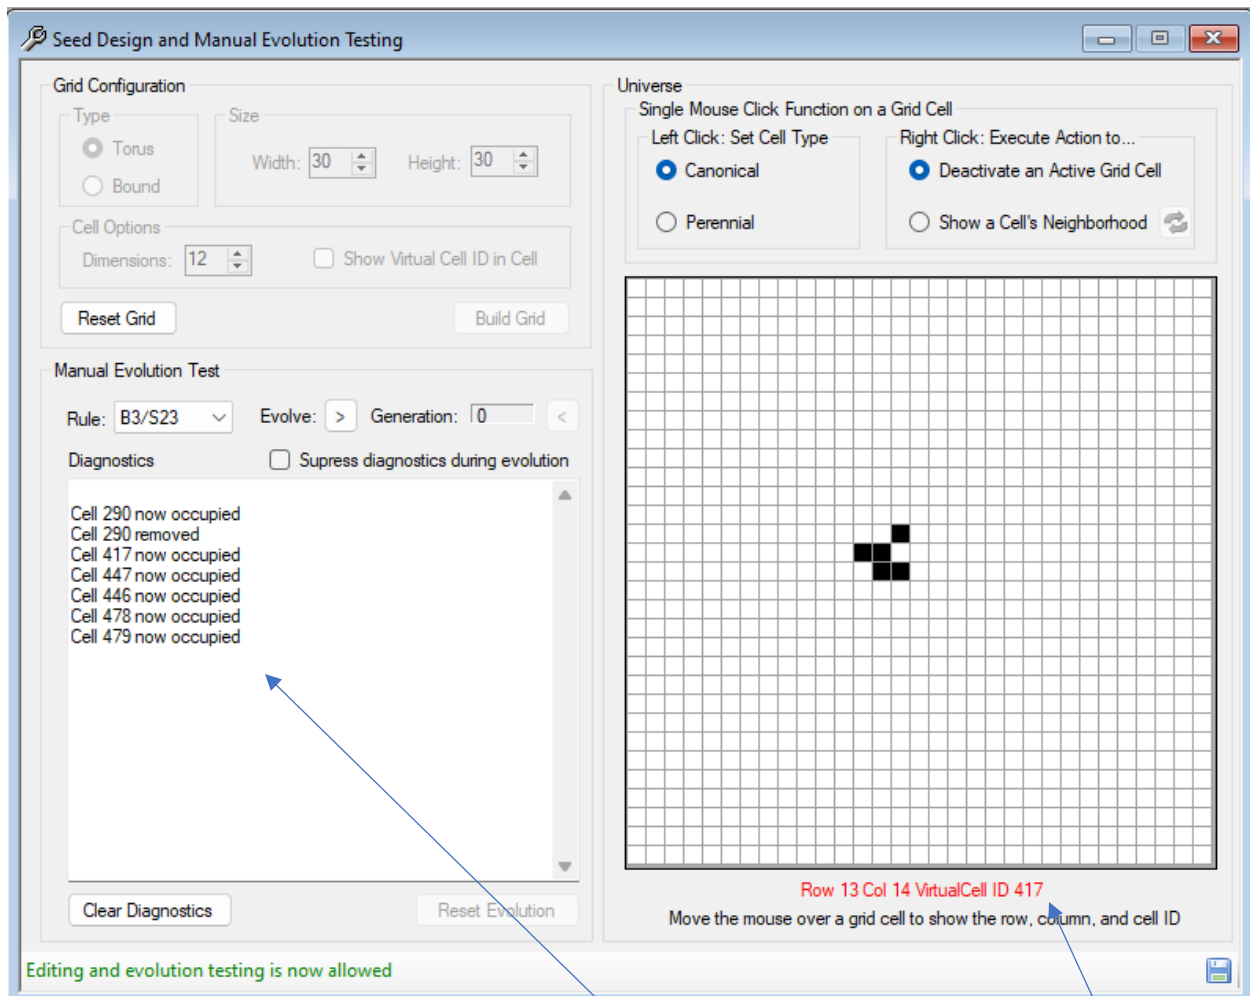 Seed Design and Manual Evolution Testing
Grid Configuration
Type
Torus
Bound
Size
Width: 30
Height: 30
Cell Options
Dimensions: 12
Show Virtual Cell ID in Cell
Reset Grid
Build Grid
Manual Evolution Test
Rule: B3/S23
Evolve: >
Generation: 0
<
Diagnostics
Supress diagnostics during evolution
Cell 290 now occupied
Cell 290 removed
Cell 417 now occupied
Cell 447 now occupied
Cell 446 now occupied
Cell 478 now occupied
Cell 479 now occupied
Clear Diagnostics
Reset Evolution
Universe
Single Mouse Click Function on a Grid Cell
Left Click: Set Cell Type
Canonical
Perennial
Right Click: Execute Action to...
Deactivate an Active Grid Cell
Show a Cell's Neighborhood
Row 13 Col 14 VirtualCell ID 417
Move the mouse over a grid cell to show the row, column, and cell ID
Editing and evolution testing is now allowed